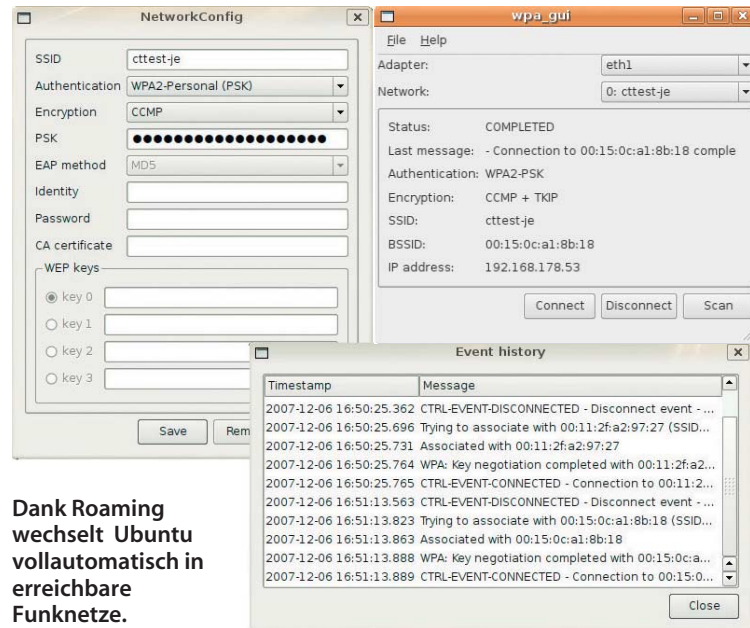 NetworkConfig
SSID
cttest-je
Authentication
WPA2-Personal (PSK)
Encryption
CCMP
PSK
EAP method
MD5
Identity
Password
CA certificate
WEP keys
key 0
key 1
key 2
key 3
Save
Rem
wpa_gui
File Help
Adapter: eth1
Network: 0: cttest-je
Status: COMPLETED
Last message: - Connection to 00:15:0c:a1:8b:18 comple
Authentication: WPA2-PSK
Encryption: CCMP + TKIP
SSID: cttest-je
BSSID: 00:15:0c:a1:8b:18
IP address: 192.168.178.53
Connect Disconnect Scan
Event history
Timestamp Message
2007-12-06 16:50:25.362 CTRL-EVENT-DISCONNECTED - Disconnect event - ...
2007-12-06 16:50:25.696 Trying to associate with 00:11:2f:a2:97:27 (SSID...
2007-12-06 16:50:25.731 Associated with 00:11:2f:a2:97:27
2007-12-06 16:50:25.764 WPA: Key negotiation completed with 00:11:2f:a2...
2007-12-06 16:50:25.765 CTRL-EVENT-CONNECTED - Connection to 00:11:2...
2007-12-06 16:51:13.563 CTRL-EVENT-DISCONNECTED - Disconnect event - ...
2007-12-06 16:51:13.823 Trying to associate with 00:15:0c:a1:8b:18 (SSID...
2007-12-06 16:51:13.863 Associated with 00:15:0c:a1:8b:18
2007-12-06 16:51:13.888 WPA: Key negotiation completed with 00:15:0c:a...
2007-12-06 16:51:13.889 CTRL-EVENT-CONNECTED - Connection to 00:15:0...
Close
Dank Roaming
wechselt Ubuntu
vollautomatisch in
erreichbare
Funknetze.